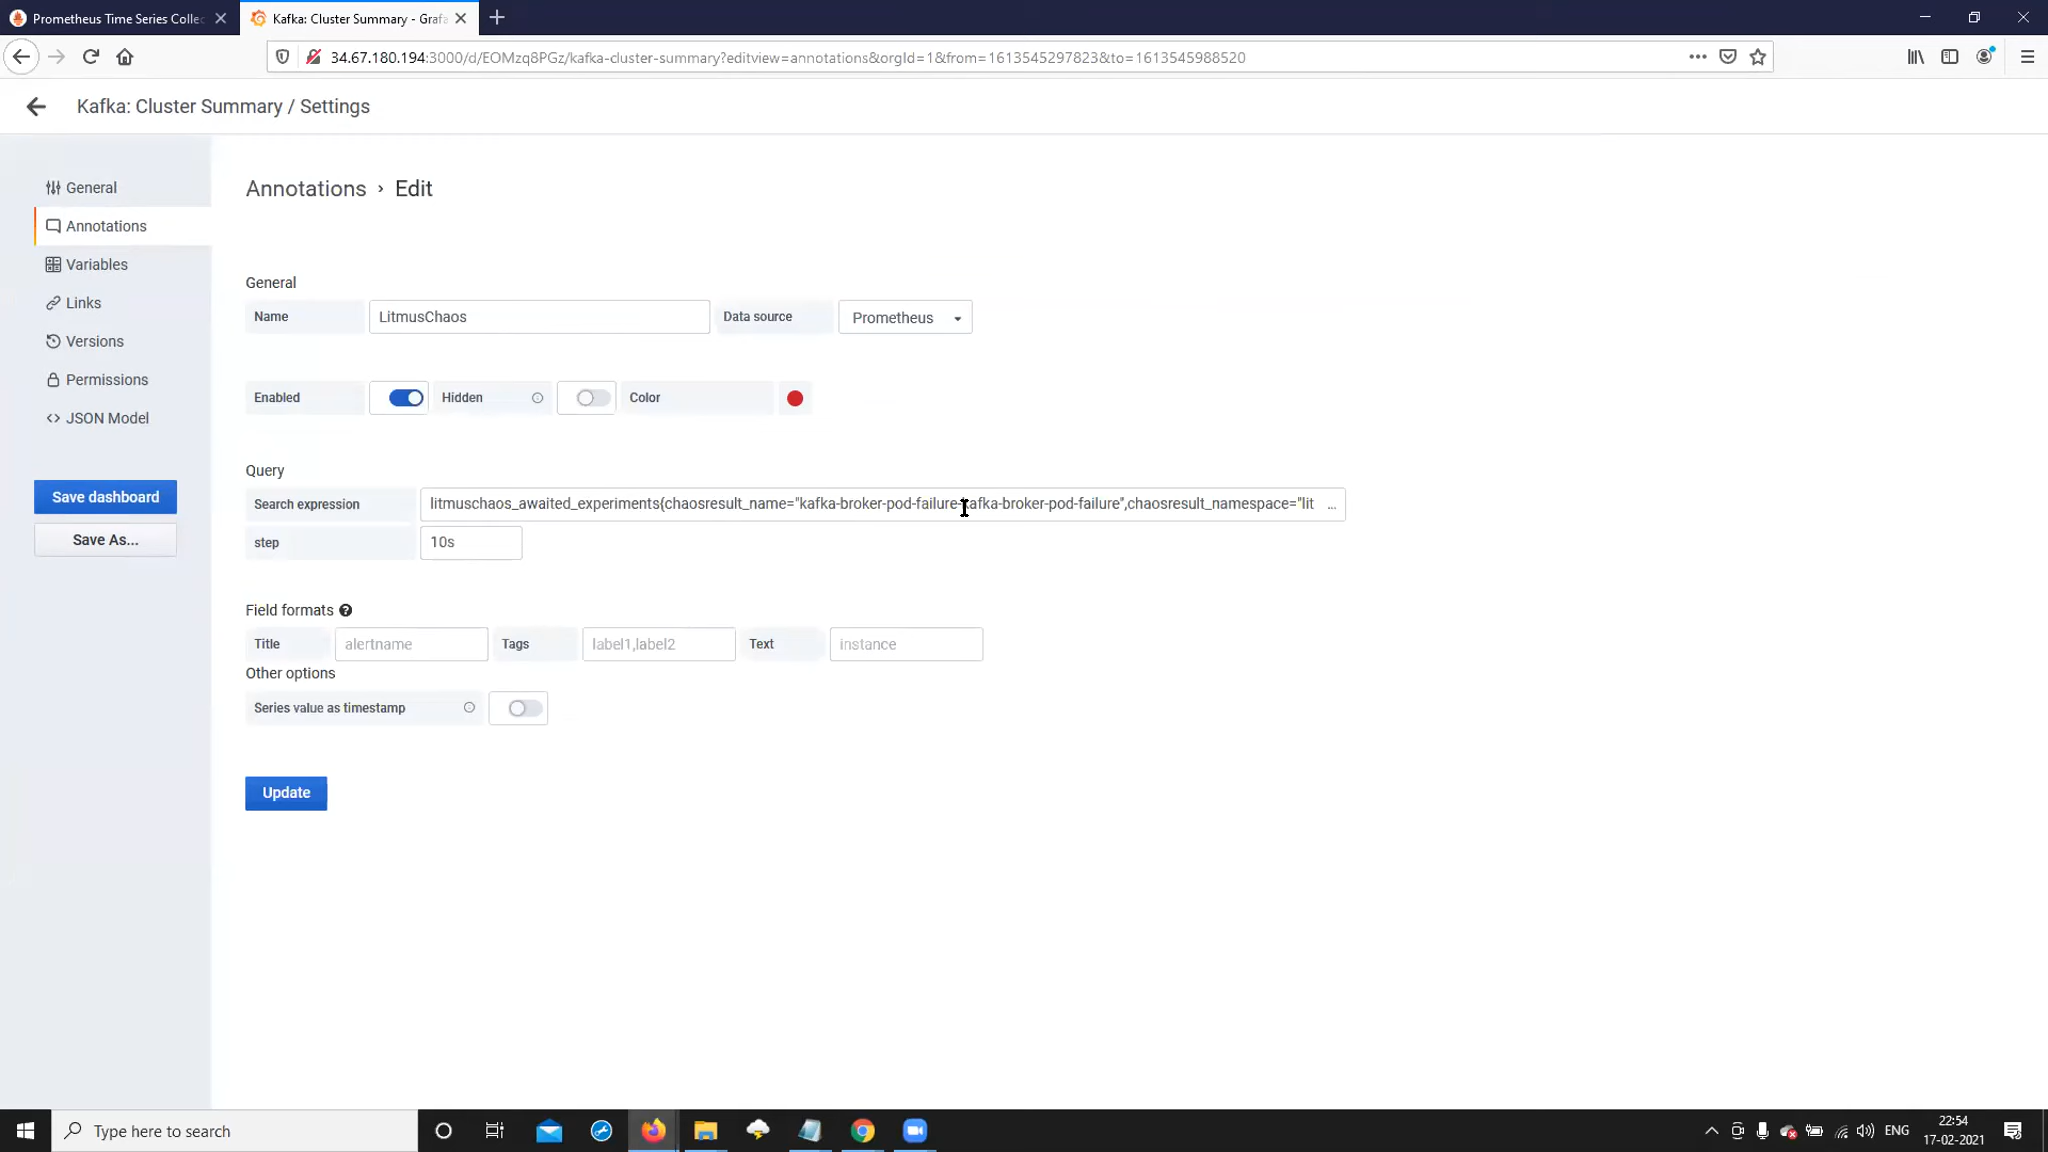 Prometheus Time Series Collec
Kafka: Cluster Summary - Grafa
34.67.180.194:3000/d/EOMzq8PGz/kafka-cluster-summary?editview=annotations&orgId=1&from=1613545297823&to=1613545988520
Kafka: Cluster Summary / Settings
General
Annotations
Variables
Links
Versions
Permissions
JSON Model
Save dashboard
Save As...
Annotations › Edit
General
Name LitmusChaos Data source Prometheus
Enabled Hidden Color
Query
Search expression litmuschaos_awaited_experiments{chaosresult_name="kafka-broker-pod-failure-kafka-broker-pod-failure",chaosresult_namespace="lit ...
step 10s
Field formats
Title alertname Tags label1,label2 Text instance
Other options
Series value as timestamp
Update
Type here to search
ENG
22:54
17-02-2021